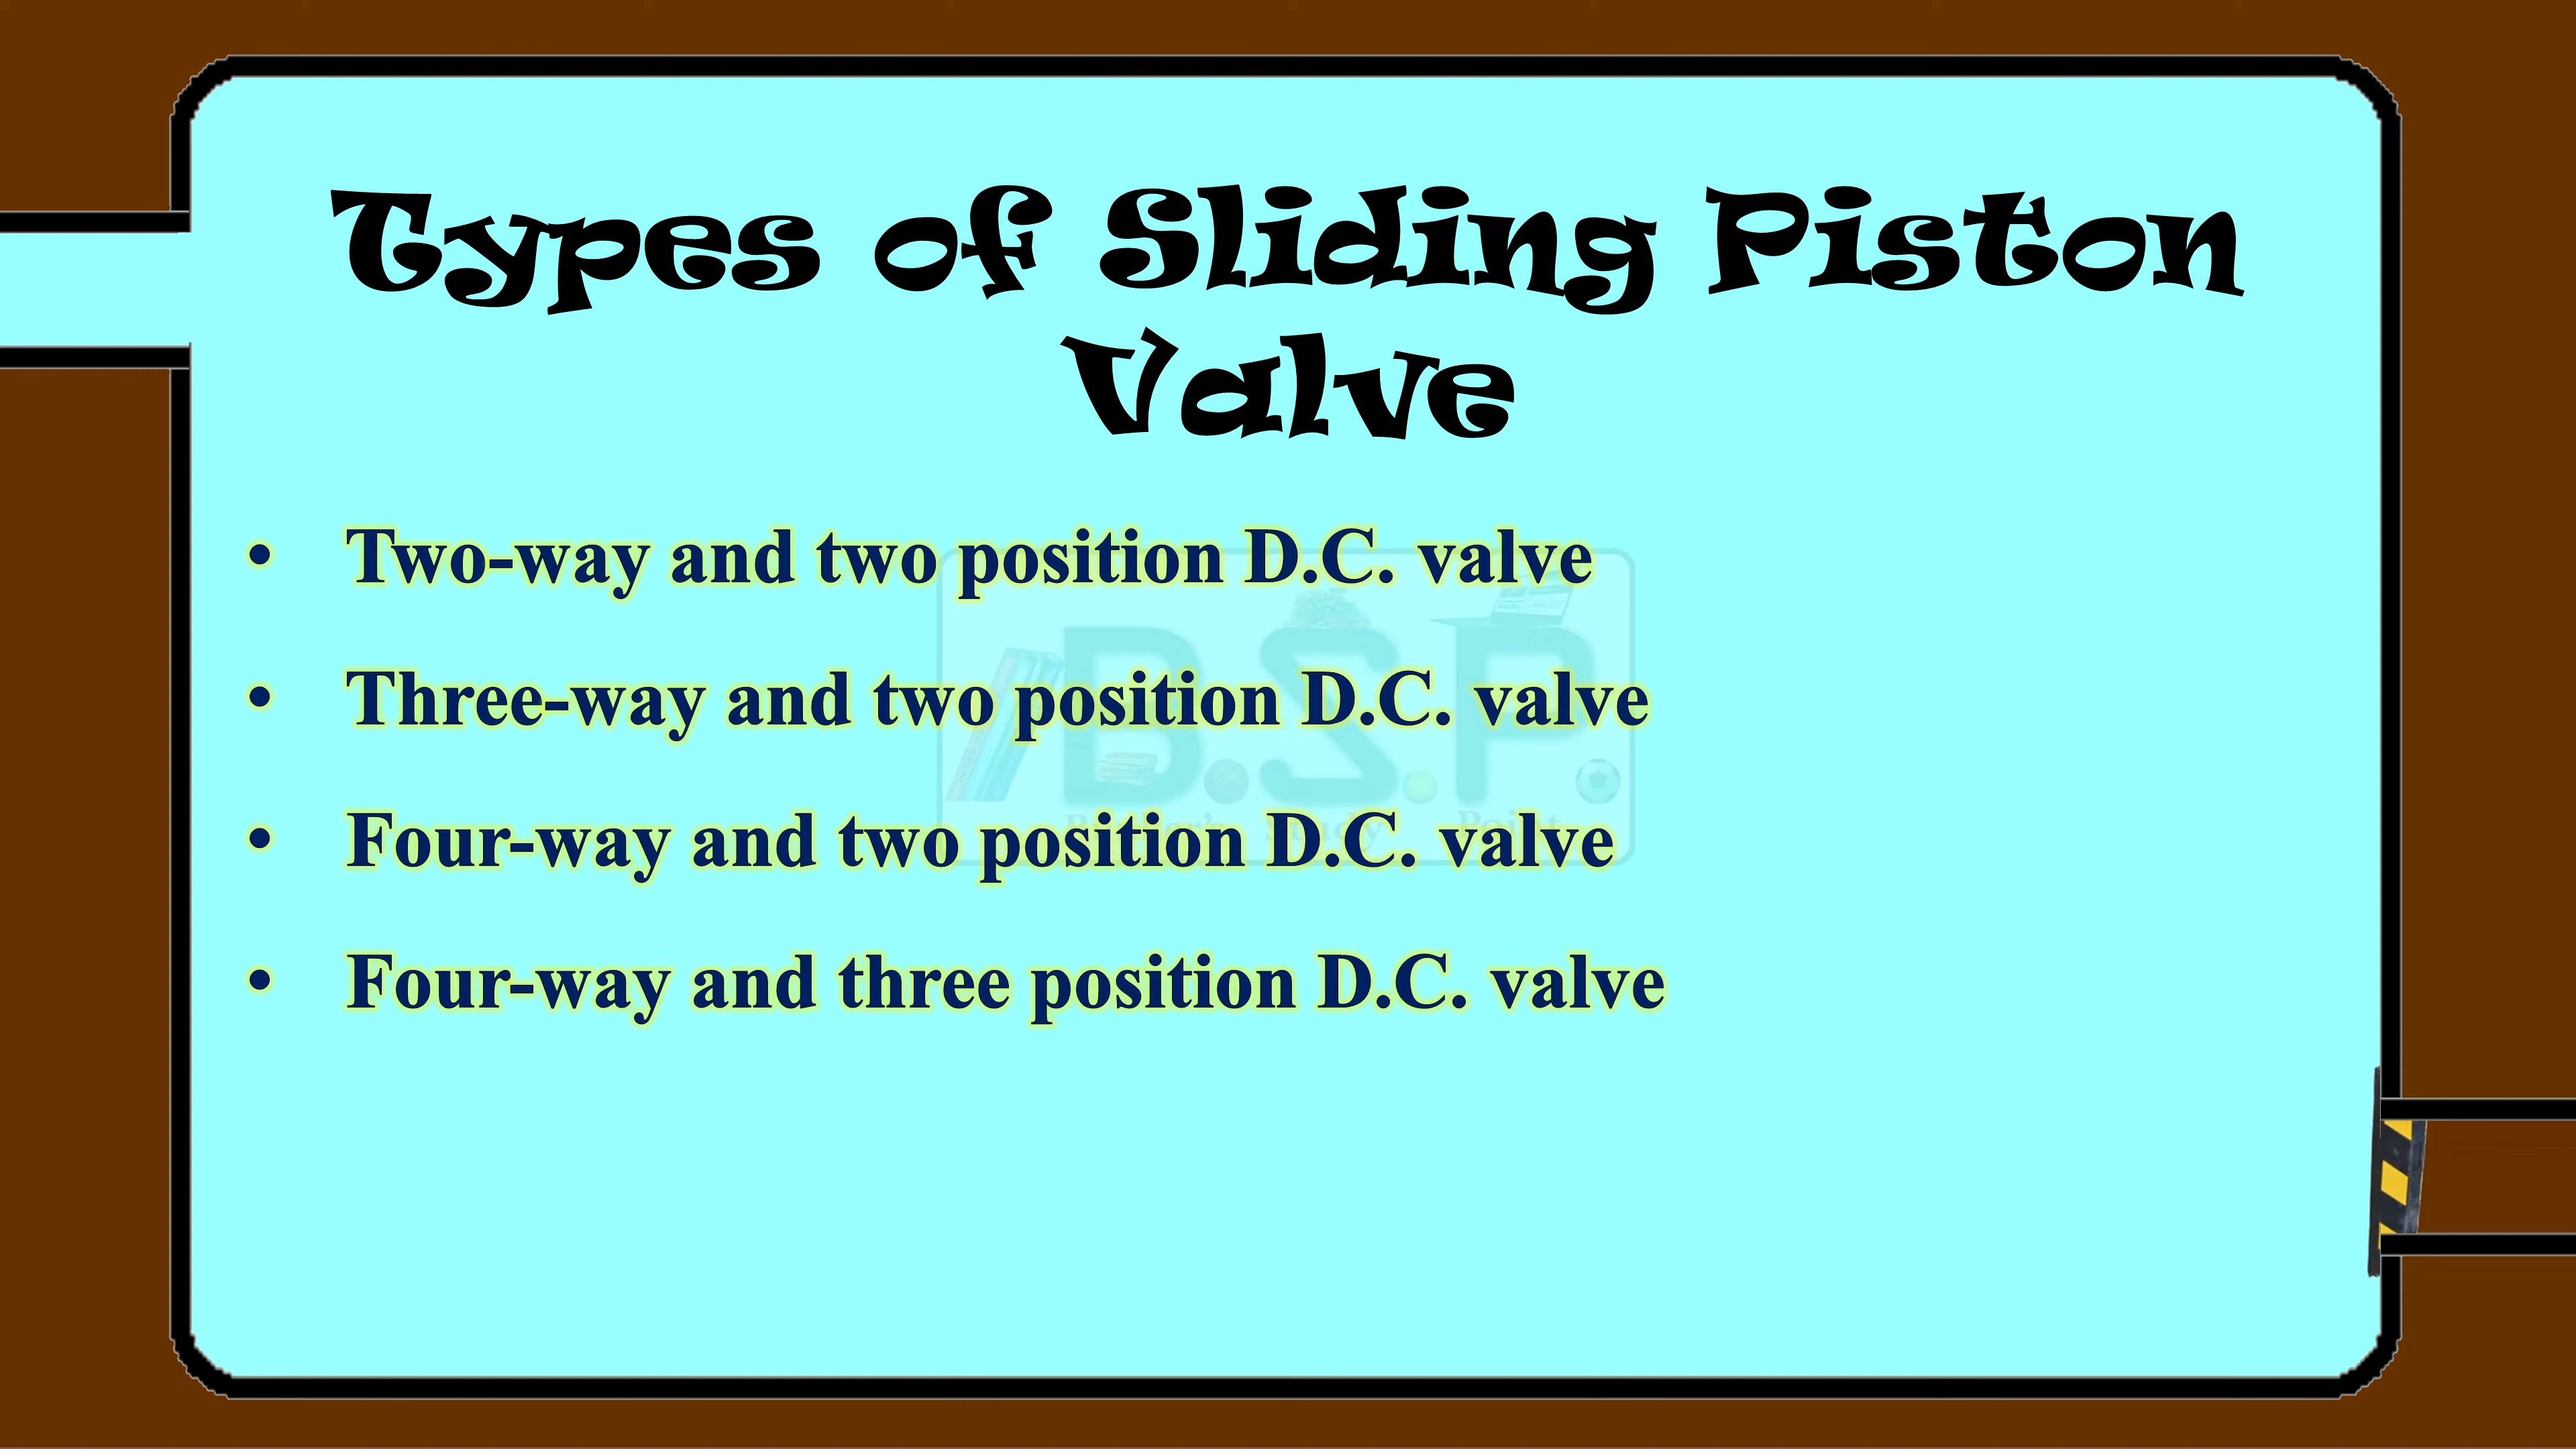 Types of Sliding Piston
Valve
• Two-way and two position D.C. valve
• Three-way and two position D.C. valve
• Four-way and two position D.C. valve
• Four-way and three position D.C. valve
B.S.P.